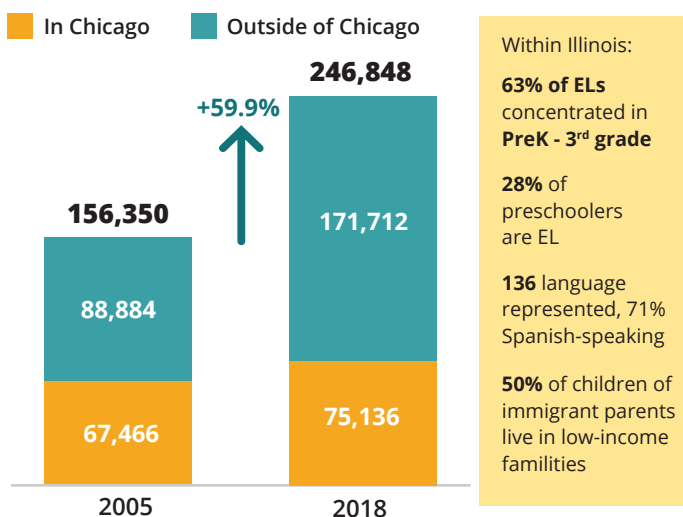 In Chicago
Outside of Chicago
246,848
+59.9%
156,350
171,712
88,884
75,136
67,466
2005
2018
Within Illinois:
63% of ELs
concentrated in
PreK - 3rd grade
28% of
preschoolers
are EL
136 language
represented, 71%
Spanish-speaking
50% of children of
immigrant parents
live in low-income
familities